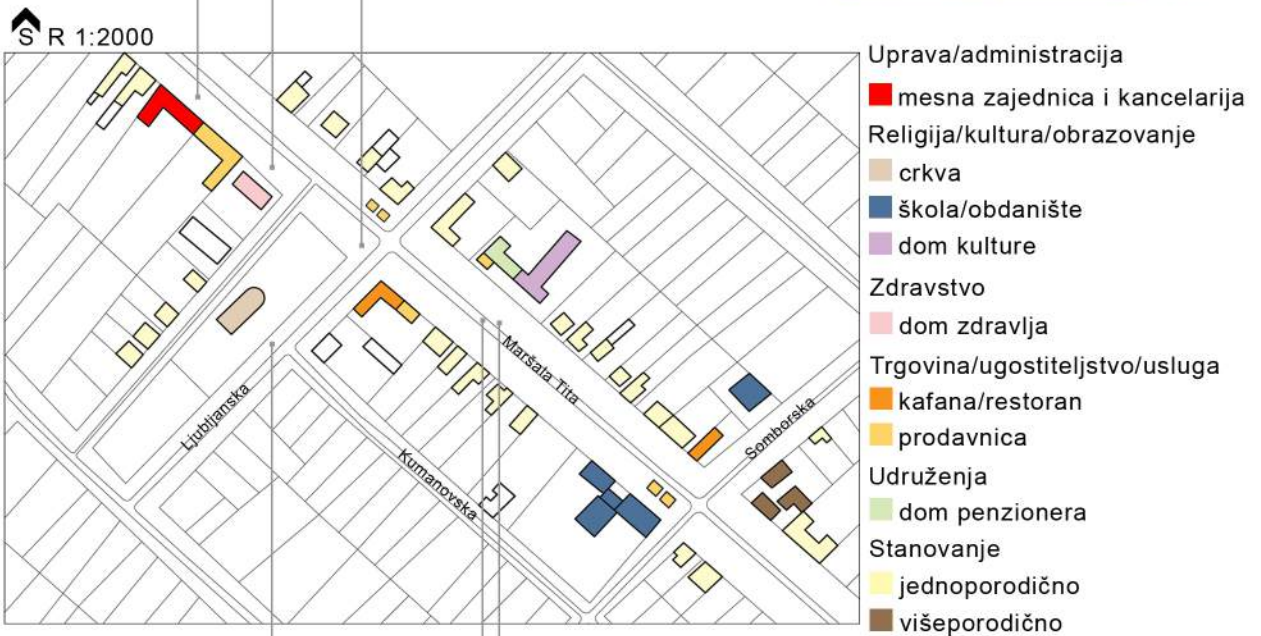 S R 1:2000
Uprava/administracija
mesna zajednica i kancelarija
Religija/kultura/obrazovanje
crkva
škola/obdanište
dom kulture
Zdravstvo
dom zdravlja
Trgovina/ugostiteljstvo/usluga
kafana/restoran
prodavnica
Udruženja
dom penzionera
Stanovanje
jednoporodično
višeporodično
Maršala Tita
Ljubljanska
Somborska
Kumanovska